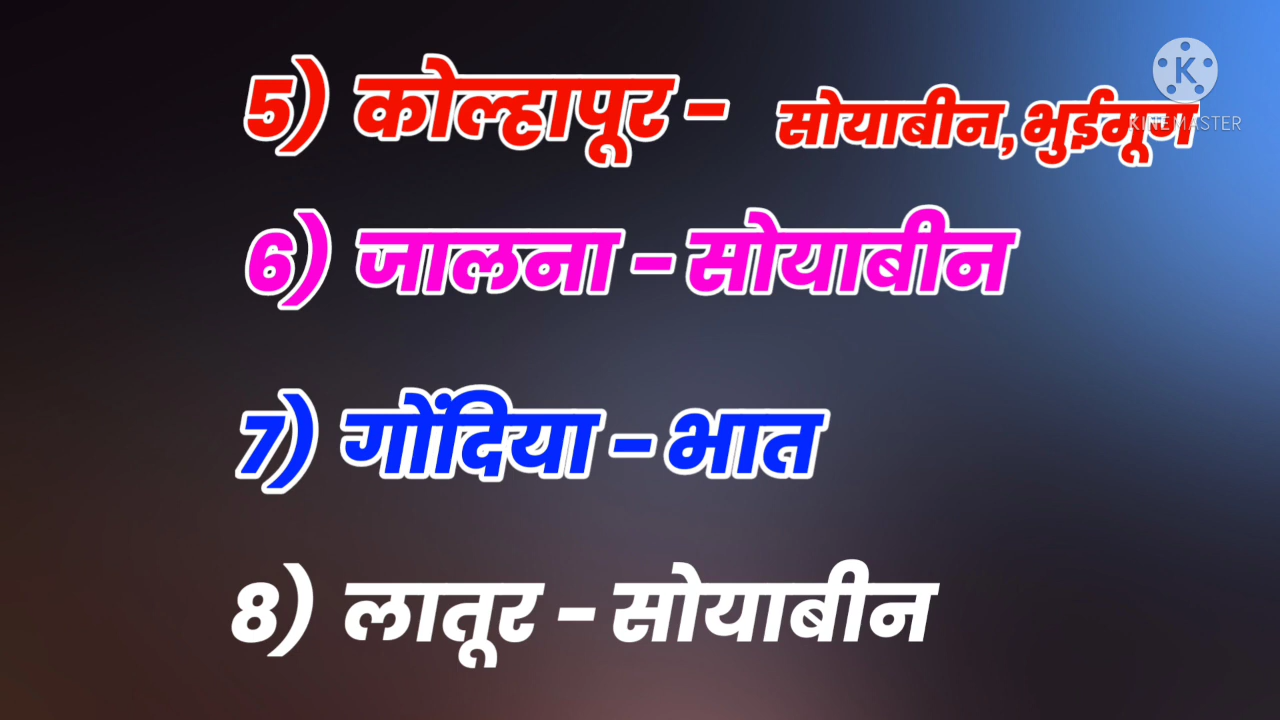 5) कोल्हापूर - सोयाबीन, भुईमूग
6) जालना - सोयाबीन
7) गोंदिया - भात
8) लातूर - सोयाबीन
K
KINEMASTER